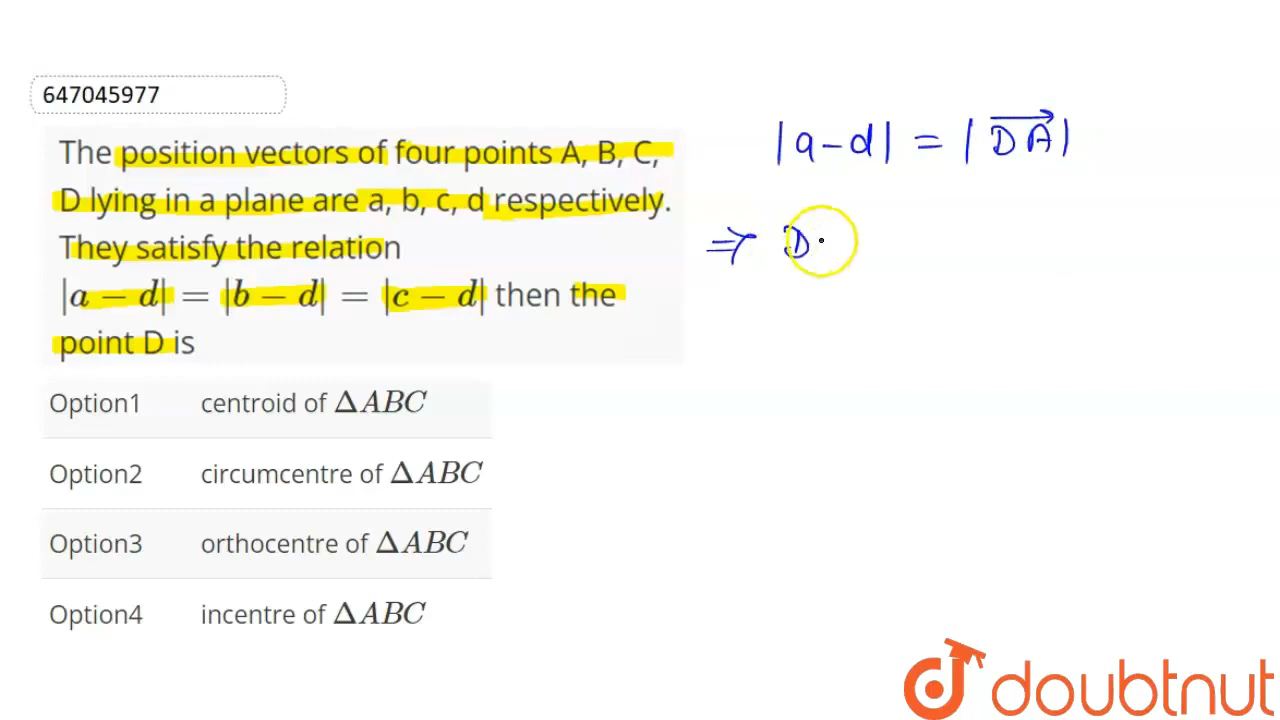 647045977
The position vectors of four points A, B, C,
D lying in a plane are a, b, c, d respectively.
They satisfy the relation
|a − d| = |b − d| = |c − d| then the
point D is
Option1 centroid of ΔABC
Option2 circumcentre of ΔABC
Option3 orthocentre of ΔABC
Option4 incentre of ΔABC
|a-d| = |DA⃗|
⇒ D
doubtnut